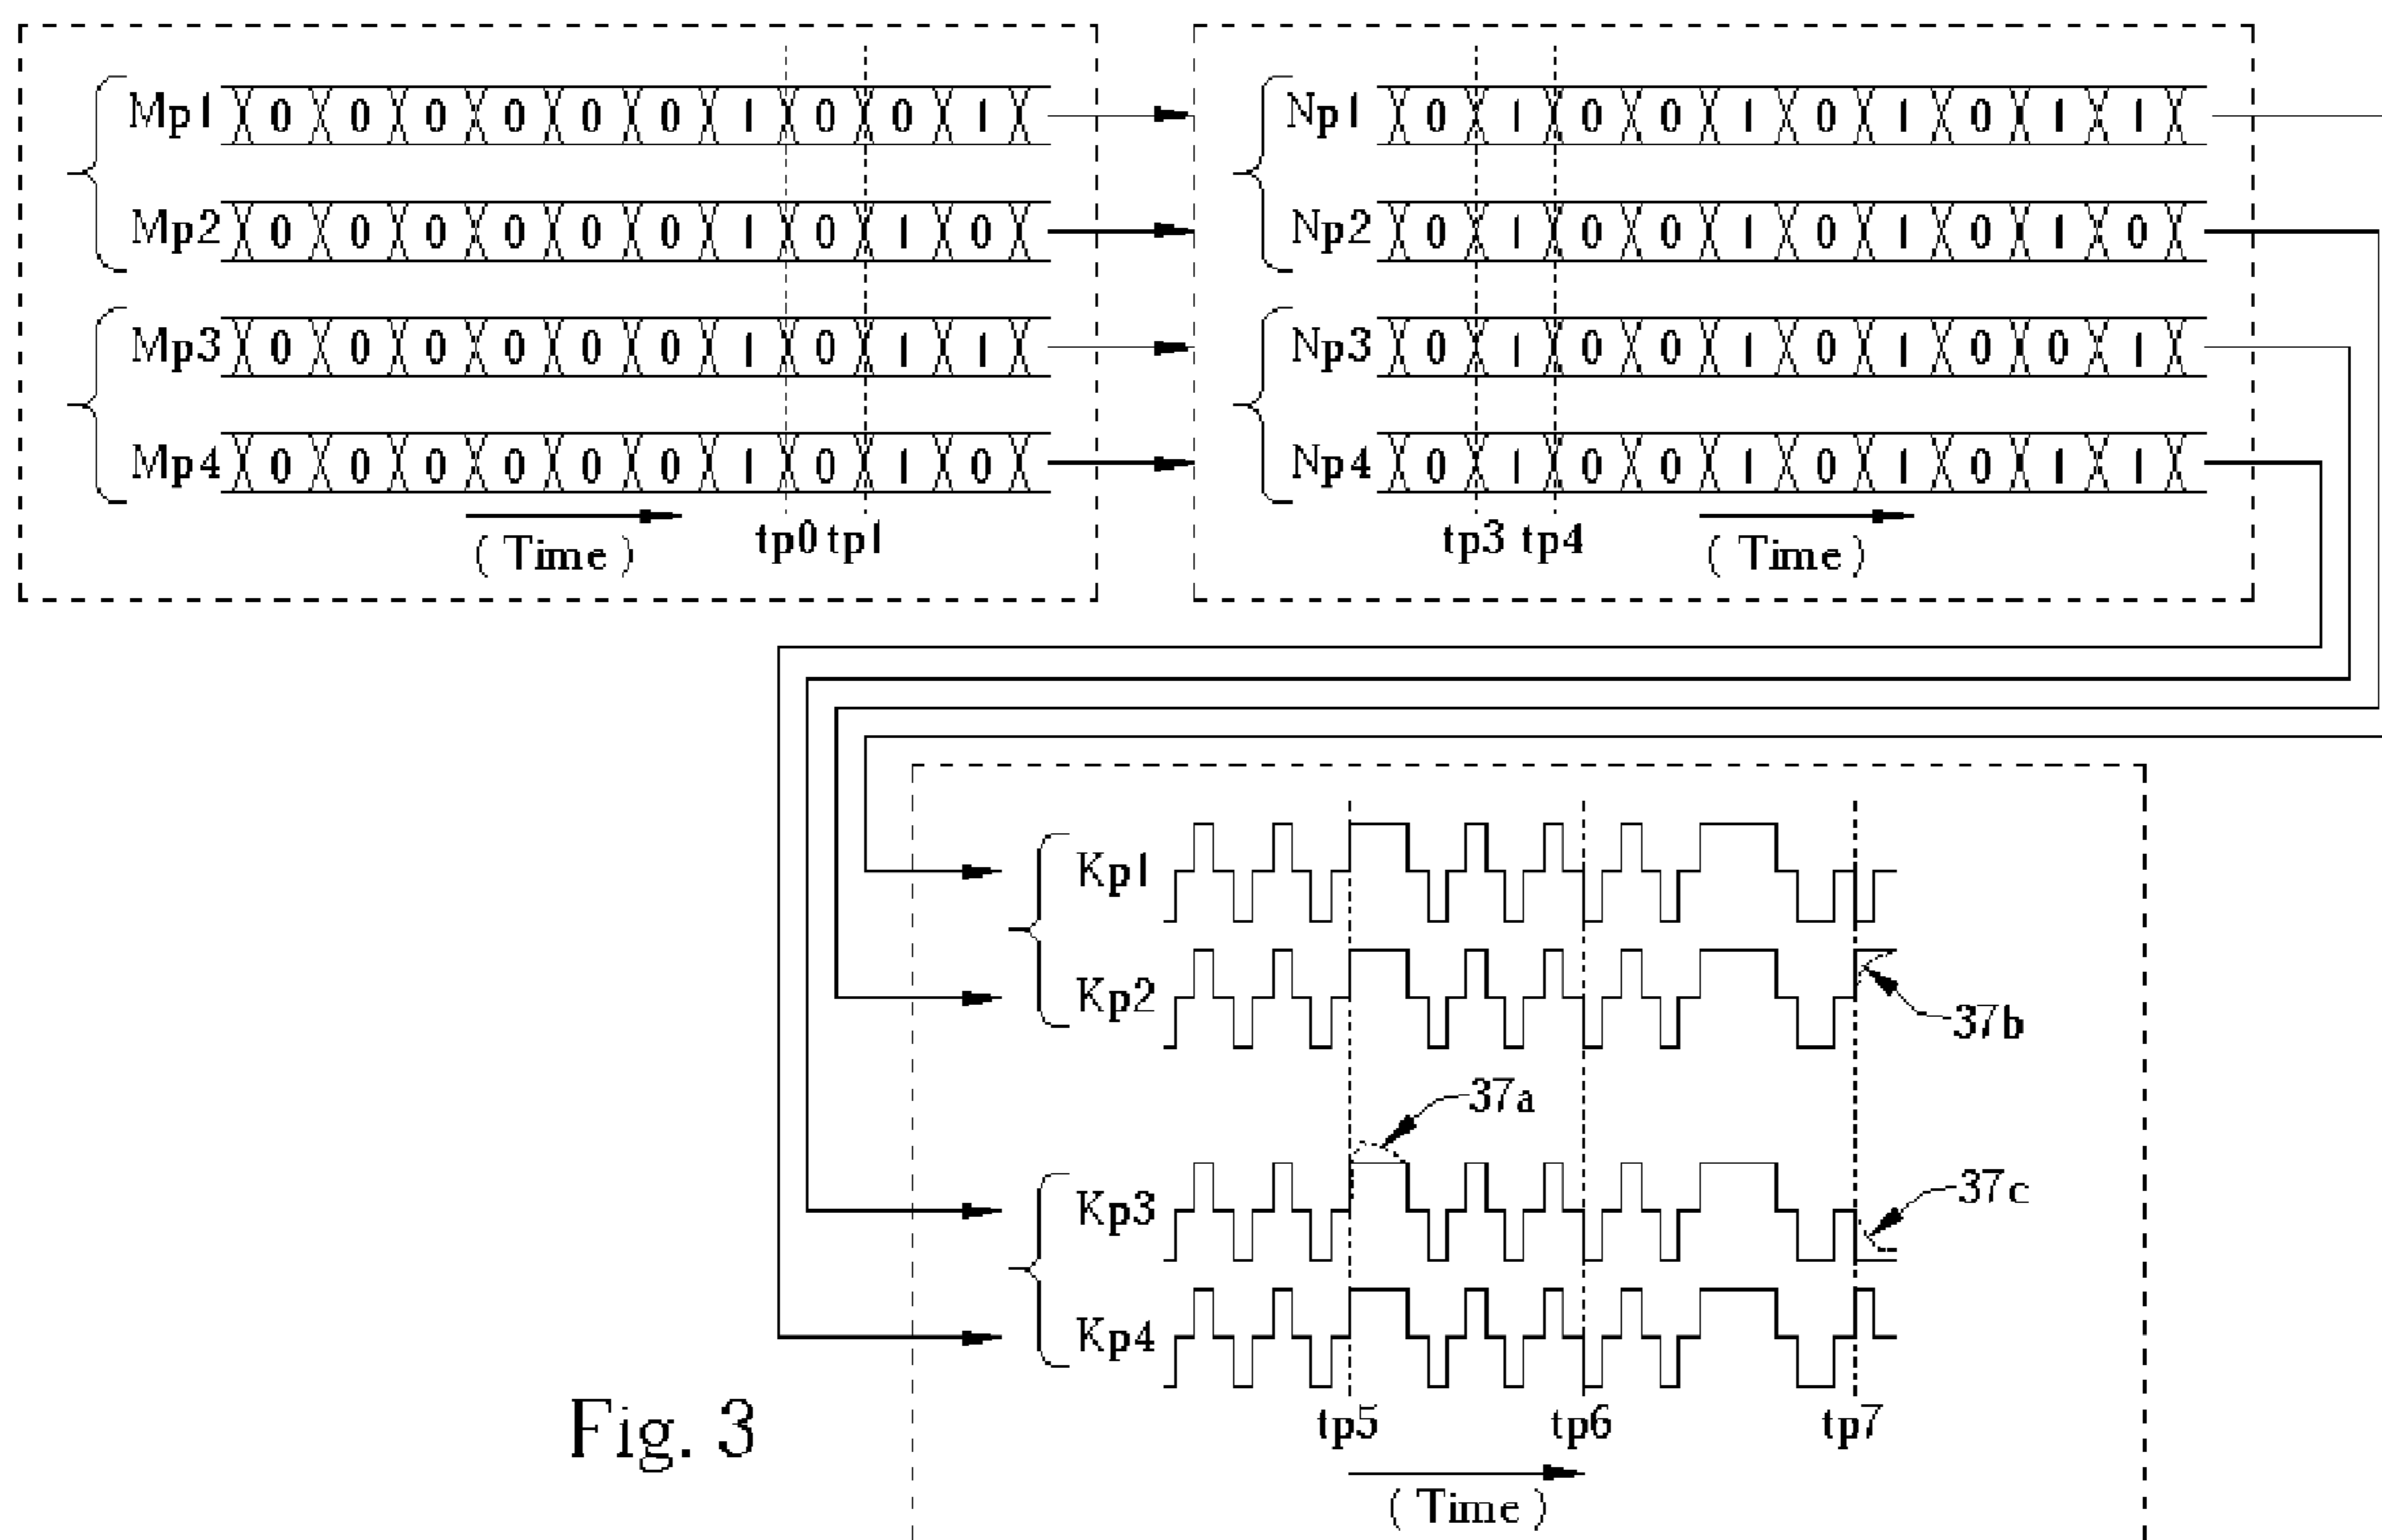 Mp1 0 0 0 0 0 0 1 0 0 1
Mp2 0 0 0 0 0 0 1 0 1 0
Mp3 0 0 0 0 0 0 1 0 1 1
Mp4 0 0 0 0 0 0 1 0 1 0
(Time)
tp0 tp1
Np1 0 1 0 0 1 0 1 0 1 1
Np2 0 1 0 0 1 0 1 0 1 0
Np3 0 1 0 0 1 0 1 0 0 1
Np4 0 1 0 0 1 0 1 0 1 1
tp3 tp4
(Time)
Kp1
Kp2
37b
37a
Kp3
37c
Kp4
tp5 tp6 tp7
(Time)
Fig. 3